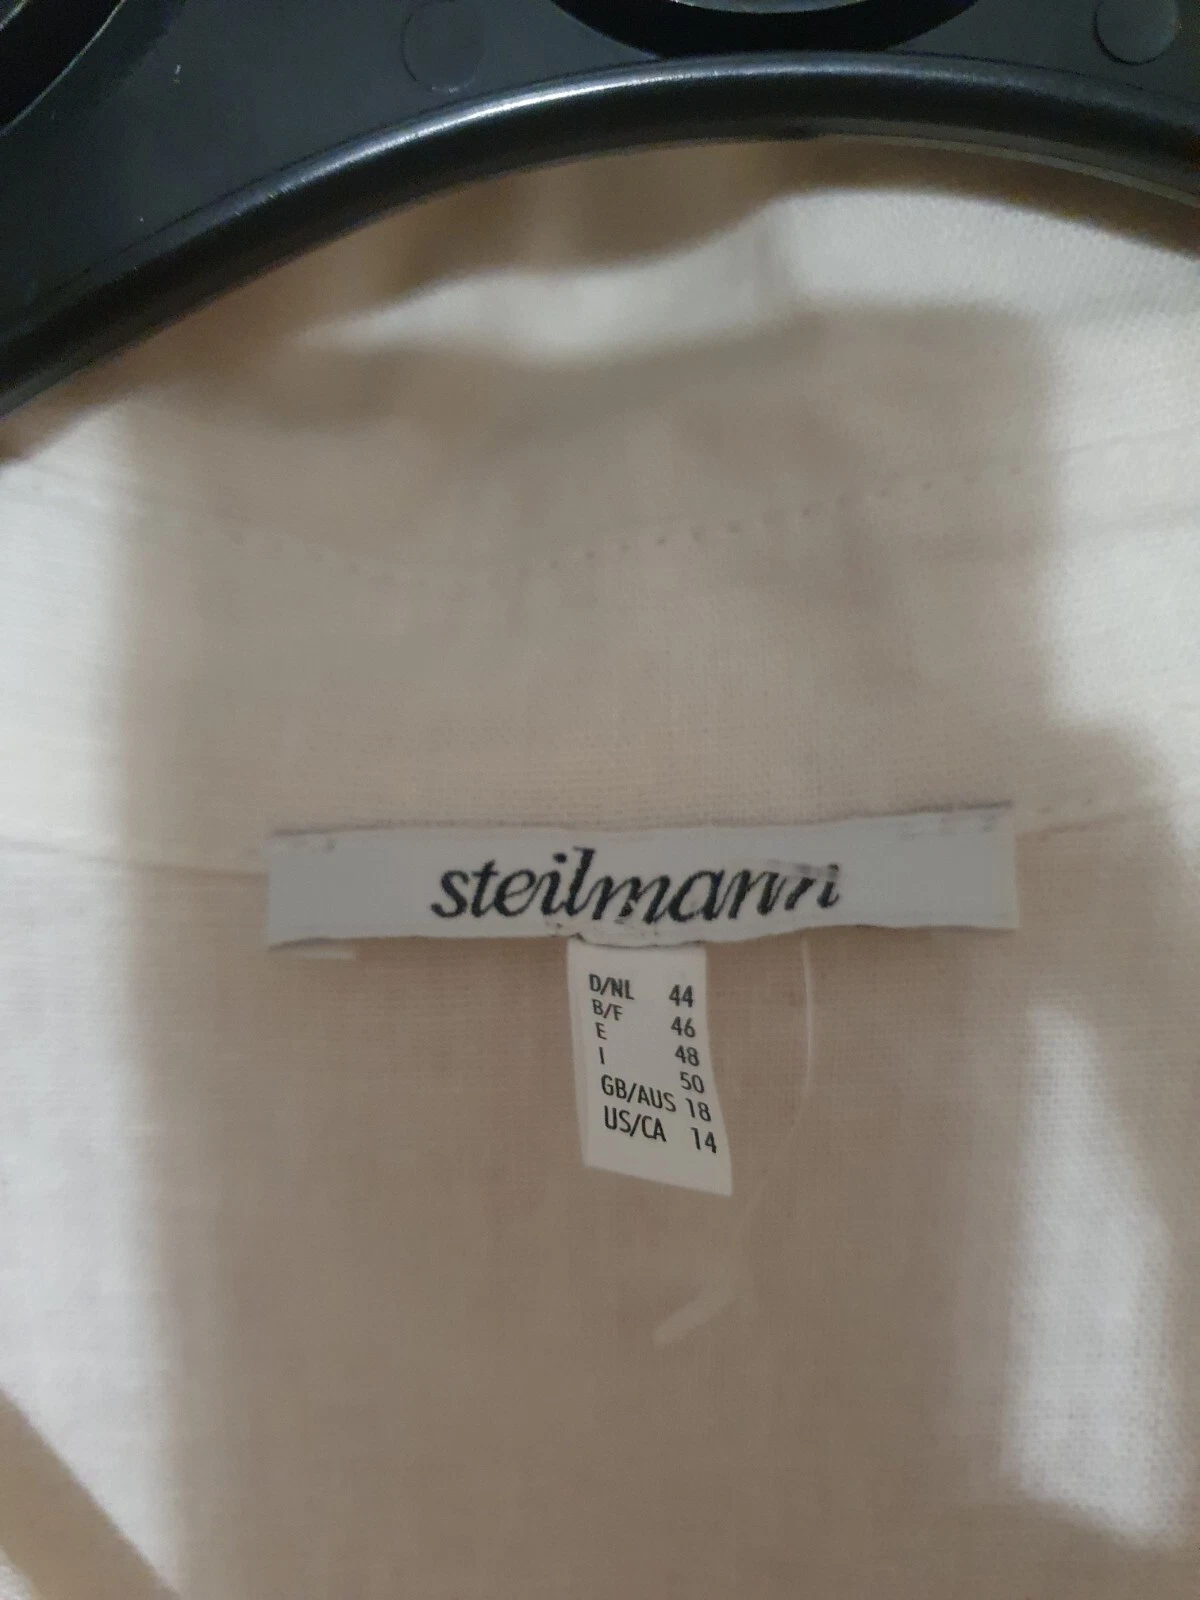 steilmann
D/NL 44
B/F 46
E 48
I 50
GB/AUS 18
US/CA 14